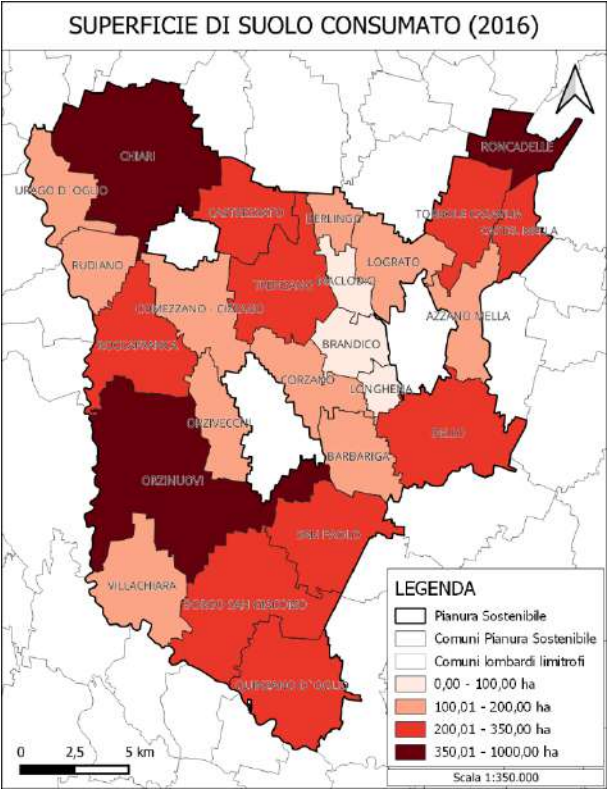 SUPERFICIE DI SUOLO CONSUMATO (2016)
CHIARI
RONCADELLE
URAGO D' OGLIO
CASTREZZATO
BERLINGO
TORBOLE CASAGLIA
CASTEL MELLA
RUDIANO
LOGRATO
TRENZANO
MACLODIO
COMEZZANO - CIZZAGO
AZZANO MELLA
ROCCAFRANCA
BRANDICO
CORZANO
LONGHENA
ORZIVECCHI
DELLO
BARBARIGA
ORZINUOVI
SAN PAOLO
VILLACHIARA
BORGO SAN GIACOMO
QUINZANO D' OGLIO
LEGENDA
Pianura Sostenibile
Comuni Pianura Sostenibile
Comuni lombardi limitrofi
0,00 - 100,00 ha
100,01 - 200,00 ha
200,01 - 350,00 ha
350,01 - 1000,00 ha
0 2,5 5 km
Scala 1:350.000